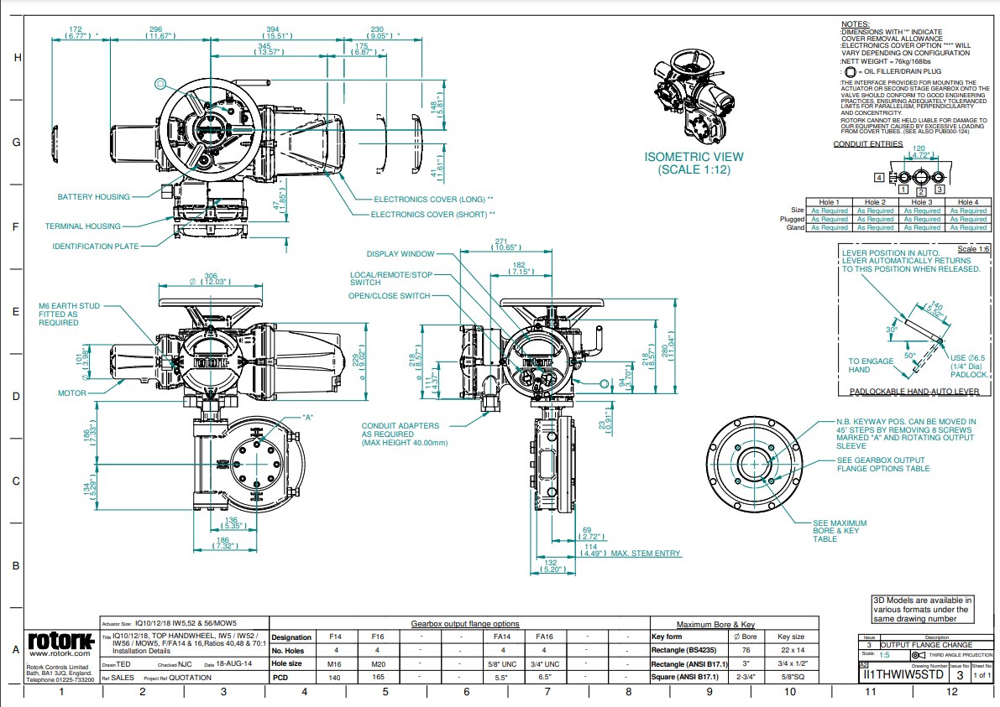 172
(6.77") *
296
(11.67")
394
(15.51")
230
(9.05") *
345
(13.57")
175
(6.87") *
148
(5.81")
41
(1.61")
47
(1.85")
BATTERY HOUSING
TERMINAL HOUSING
IDENTIFICATION PLATE
ELECTRONICS COVER (LONG) **
ELECTRONICS COVER (SHORT) **
ISOMETRIC VIEW
(SCALE 1:12)
NOTES:
:DIMENSIONS WITH '*' INDICATE
COVER REMOVAL ALLOWANCE
:ELECTRONICS COVER OPTION "**" WILL
VARY DEPENDING ON CONFIGURATION
:NETT WEIGHT = 76kg/168lbs
: = OIL FILLER/DRAIN PLUG
:THE INTERFACE PROVIDED FOR MOUNTING THE
ACTUATOR OR SECOND STAGE GEARBOX ONTO THE
VALVE SHOULD CONFORM TO GOOD ENGINEERING
PRACTICES, ENSURING ADEQUATELY TOLERANCED
LIMITS FOR PARALLELISM, PERPENDICULARITY
AND CONCENTRICITY.
:ROTORK CANNOT BE HELD LIABLE FOR DAMAGE TO
OUR EQUIPMENT CAUSED BY EXCESSIVE LOADING
FROM COVER TUBES. (SEE ALSO PUB000-124)
CONDUIT ENTRIES
120
(4.72")
4
1
2
3
Hole 1 Hole 2 Hole 3 Hole 4
Size As Required As Required As Required As Required
Plugged As Required As Required As Required As Required
Gland As Required As Required As Required As Required
Scale 1:6
LEVER POSITION IN AUTO.
LEVER AUTOMATICALLY RETURNS
TO THIS POSITION WHEN RELEASED.
140
5.52"
30°
50°
TO ENGAGE
HAND
USE Ø6.5
(1/4" Dia)
PADLOCK.
PADLOCKABLE HAND-AUTO LEVER
306
Ø (12.03")
M6 EARTH STUD
FITTED AS
REQUIRED
101
Ø (3.98")
MOTOR
229
Ø (9.02")
rotork
"A"
186
(7.33")
134
(5.29")
136
(5.35")
186
(7.32")
271
(10.65")
182
(7.15")
DISPLAY WINDOW
LOCAL/REMOTE/STOP
SWITCH
OPEN/CLOSE SWITCH
218
(8.57")
111
(4.37")
rotork
280
(11.04")
218
(8.57")
94
(3.70")
23
(0.91")
CONDUIT ADAPTERS
AS REQUIRED
(MAX HEIGHT 40.00mm)
69
(2.72")
114
(4.49") MAX. STEM ENTRY
132
(5.20")
N.B. KEYWAY POS. CAN BE MOVED IN
45° STEPS BY REMOVING 8 SCREWS
MARKED "A" AND ROTATING OUTPUT
SLEEVE
SEE GEARBOX OUTPUT
FLANGE OPTIONS TABLE
SEE MAXIMUM
BORE & KEY
TABLE
3D Models are available in
various formats under the
same drawing number
rotork
www.rotork.com
Rotork Controls Limited
Bath, BA1 3JQ, England.
Telephone 01225-733200
Actuator Size: IQ10/12/18 IW5,52 & 56/MOW5
Title IQ10/12/18, TOP HANDWHEEL, IW5 / IW52 /
IW56 / MOW5, F/FA14 & 16,Ratios 40,48 & 70:1
Installation Details
Drawn TED Checked NJC Date 18-AUG-14
Ref SALES Project Ref QUOTATION
Gearbox output flange options
Designation F14 F16 - - FA14 FA16 - -
No. Holes 4 4 - - 4 4 - -
Hole size M16 M20 - - 5/8" UNC 3/4" UNC - -
PCD 140 165 - - 5.5" 6.5" - -
Maximum Bore & Key
Key form Ø Bore Key size
Rectangle (BS4235) 76 22 x 14
Rectangle (ANSI B17.1) 3" 3/4 x 1/2"
Square (ANSI B17.1) 2-3/4" 5/8"SQ
Issue Description
3 OUTPUT FLANGE CHANGE
Scale: 1:5 THIRD ANGLE PROJECTION
A2 Drawing Number Issue No Sheet No
II1THWIW5STD 3 1 of 1
H
G
F
E
D
C
B
A
1 2 3 4 5 6 7 8 9 10 11 12